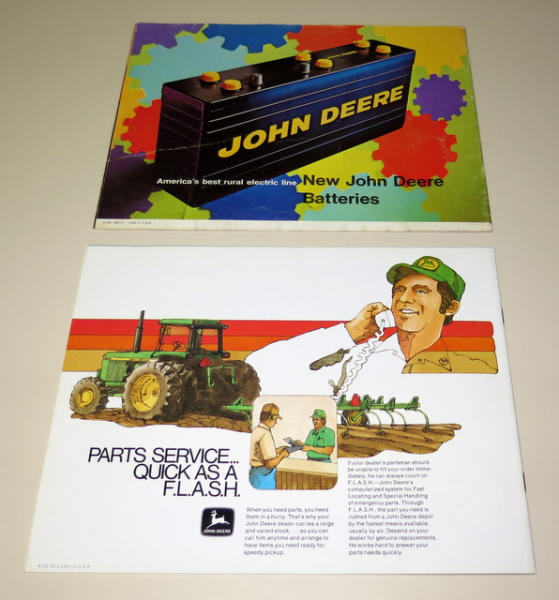 JOHN DEERE
America's best rural electric line New John Deere
Batteries
Litho in U.S.A.
PARTS SERVICE...
QUICK AS A
F.L.A.S.H.
JOHN DEERE
When you need parts, you need
them in a hurry. That's why your
John Deere dealer carries a large
and varied stock . . . so you can
call him anytime and arrange to
have items you need ready for
speedy pickup.
If your dealer's partsman should
be unable to fill your order imme-
diately, he can always count on
F.L.A.S.H.—John Deere's
computerized system for Fast
Locating and Special Handling
of emergency parts. Through
F.L.A.S.H., the part you need is
rushed from a John Deere depot
by the fastest means available,
usually by air. Depend on your
dealer for genuine replacements.
He works hard to answer your
parts needs quickly.
Litho in U.S.A.